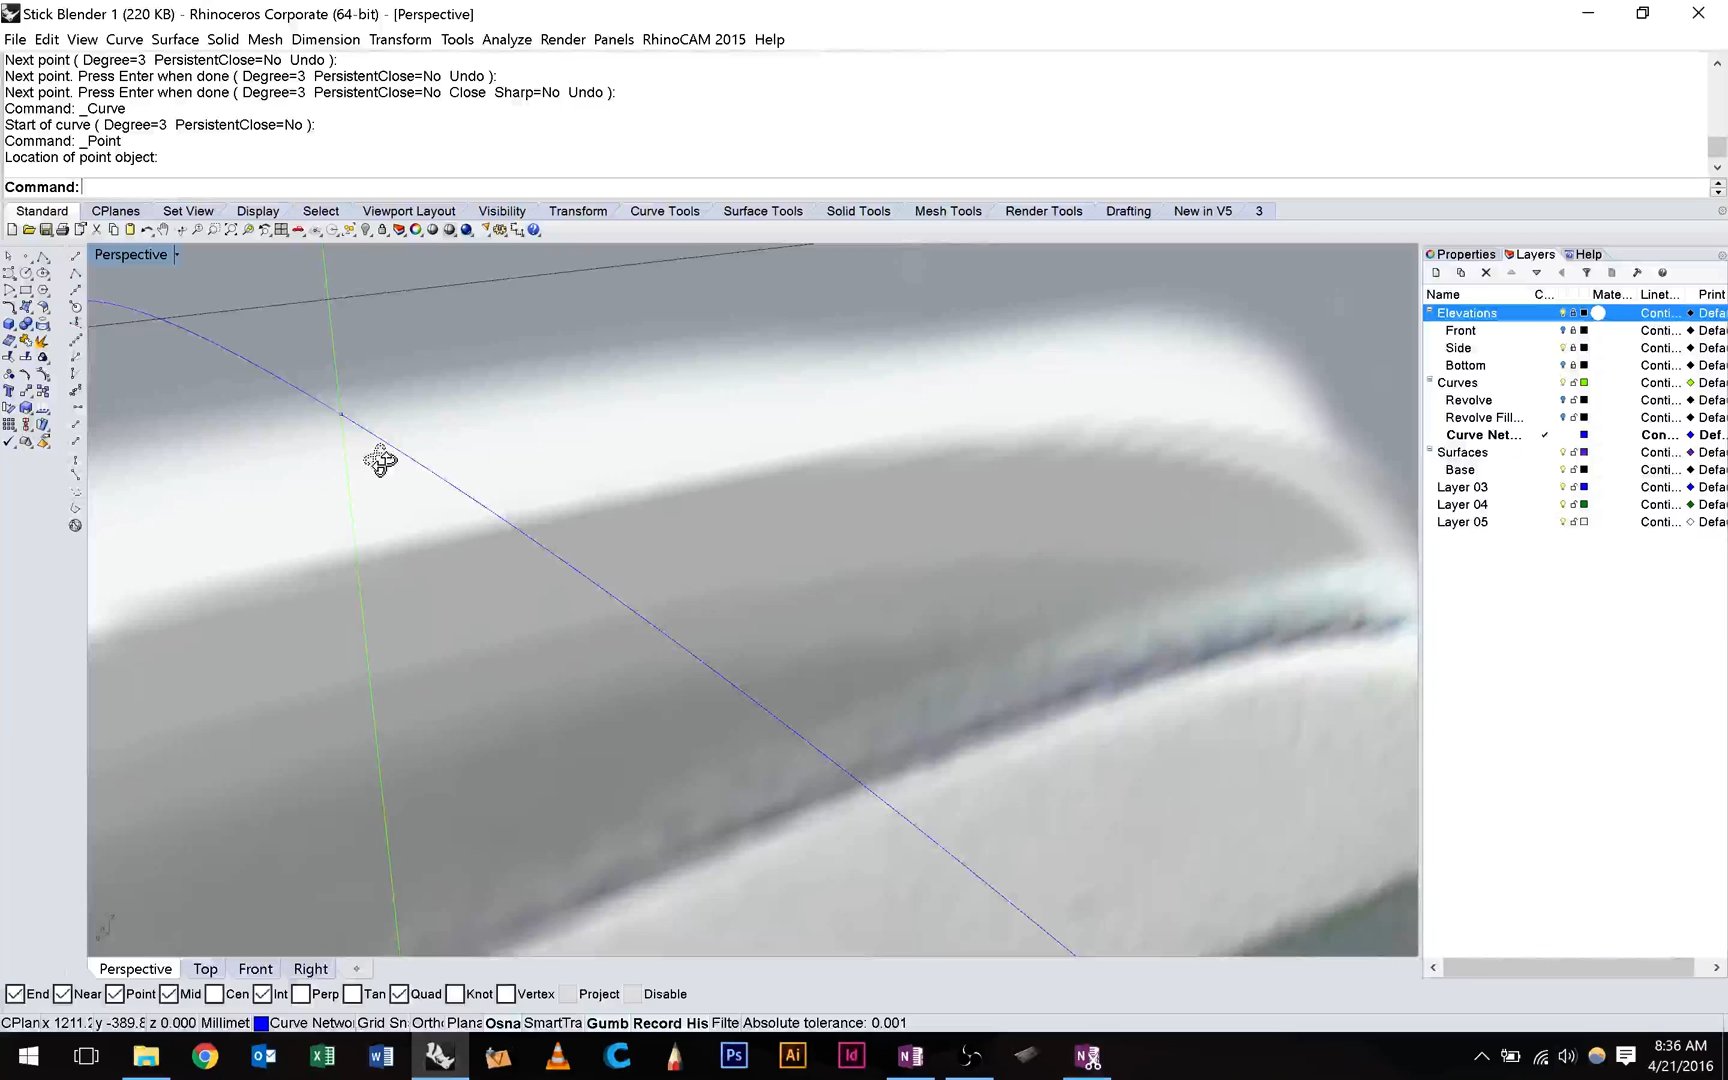 Stick Blender 1 (220 KB) - Rhinoceros Corporate (64-bit) - [Perspective]
File Edit View Curve Surface Solid Mesh Dimension Transform Tools Analyze Render Panels RhinoCAM 2015 Help
Next point ( Degree=3 PersistentClose=No Undo ):
Next point. Press Enter when done ( Degree=3 PersistentClose=No Undo ):
Next point. Press Enter when done ( Degree=3 PersistentClose=No Close Sharp=No Undo ):
Command: _Curve
Start of curve ( Degree=3 PersistentClose=No ):
Command: _Point
Location of point object:
Command:
Standard CPlanes Set View Display Select Viewport Layout Visibility Transform Curve Tools Surface Tools Solid Tools Mesh Tools Render Tools Drafting New in V5 3
Perspective
Properties Layers Help
Name C... Mate... Linet... Print
Elevations Conti... Defa
Front Conti... Defa
Side Conti... Defa
Bottom Conti... Defa
Curves Conti... Defa
Revolve Conti... Defa
Revolve Fill... Conti... Defa
Curve Net... Con... Def..
Surfaces Conti... Defa
Base Conti... Defa
Layer 03 Conti... Defa
Layer 04 Conti... Defa
Layer 05 Conti... Defa
Perspective Top Front Right
End Near Point Mid Cen Int Perp Tan Quad Knot Vertex Project Disable
CPlan x 1211.2 y -389.8 z 0.000 Millimet Curve Netwo Grid Sn Ortho Plana Osna SmartTra Gumb Record His Filte Absolute tolerance: 0.001
8:36 AM
4/21/2016